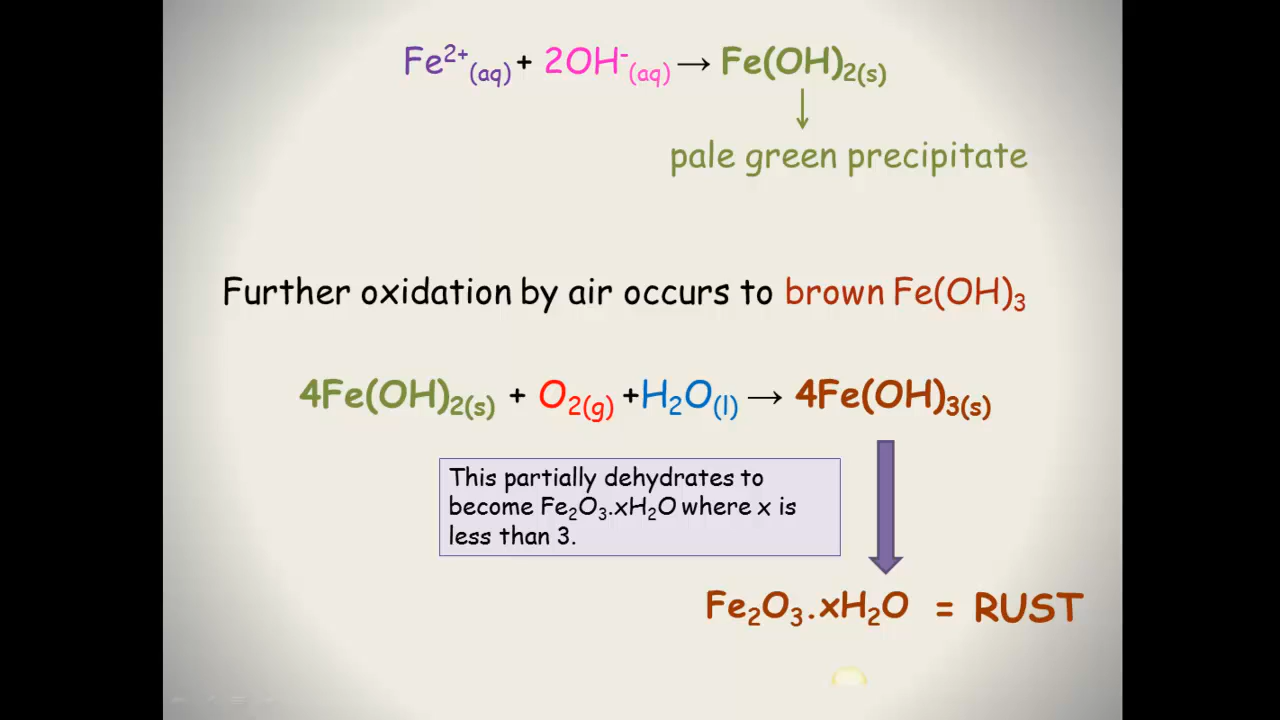 Fe²⁺(aq) + 2OH⁻(aq) → Fe(OH)₂(s)
pale green precipitate
Further oxidation by air occurs to brown Fe(OH)₃
4Fe(OH)₂(s) + O₂(g) +H₂O(l) → 4Fe(OH)₃(s)
This partially dehydrates to
become Fe₂O₃.xH₂O where x is
less than 3.
Fe₂O₃.xH₂O = RUST